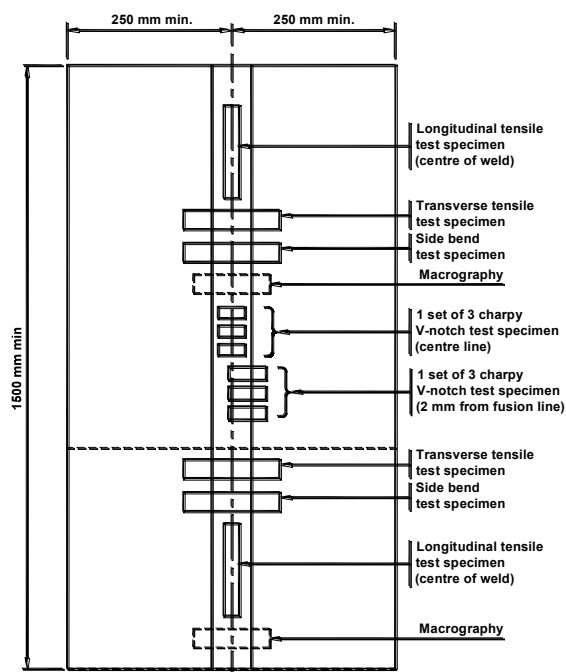 250 mm min.
250 mm min.
1500 mm min
Longitudinal tensile
test specimen
(centre of weld)
Transverse tensile
test specimen
Side bend
test specimen
Macrography
1 set of 3 charpy
V-notch test specimen
(centre line)
1 set of 3 charpy
V-notch test specimen
(2 mm from fusion line)
Transverse tensile
test specimen
Side bend
test specimen
Longitudinal tensile
test specimen
(centre of weld)
Macrography